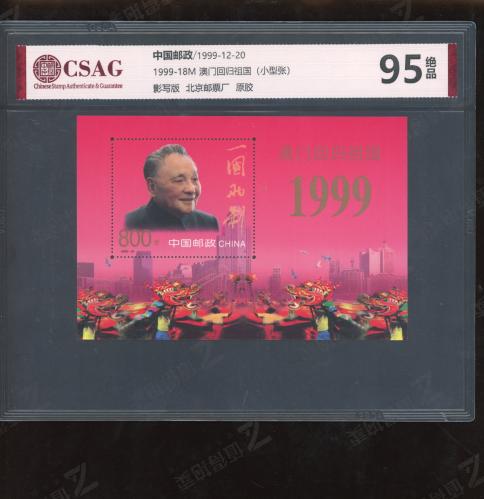 CSAG
Chinese Stamp Authenticate & Guarantee
中国邮政/1999-12-20
1999-18M 澳门回归祖国（小型张）
影写版 北京邮票厂 原胶
95
绝品
一國两制
澳门回归祖国
1999
800分
中国邮政 CHINA